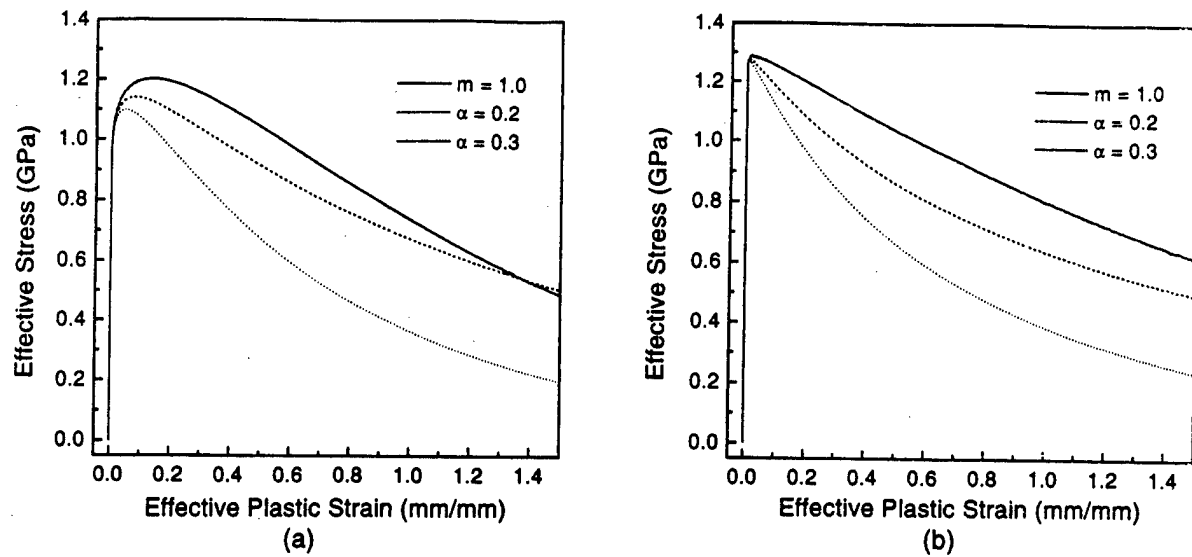 1.4
1.2
1.0
0.8
0.6
0.4
0.2
0.0
Effective Stress (GPa)
m = 1.0
α = 0.2
α = 0.3
0.0 0.2 0.4 0.6 0.8 1.0 1.2 1.4
Effective Plastic Strain (mm/mm)
(a)
1.4
1.2
1.0
0.8
0.6
0.4
0.2
0.0
Effective Stress (GPa)
m = 1.0
α = 0.2
α = 0.3
0.0 0.2 0.4 0.6 0.8 1.0 1.2 1.4
Effective Plastic Strain (mm/mm)
(b)